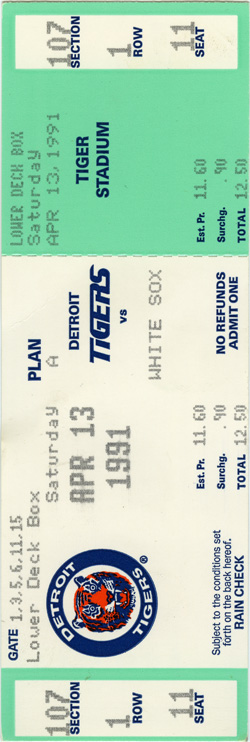 107 SECTION
1 ROW
11 SEAT
LOWER DECK BOX
Saturday
APR 13,1991
TIGER
STADIUM
Est. Pr. 11.60
Surchg. .90
TOTAL 12.50
PLAN A
DETROIT
TIGERS
vs
WHITE SOX
NO REFUNDS
ADMIT ONE
GATE 1,3,5,6,11,15
Lower Deck Box
Saturday
APR 13
1991
Est. Pr. 11.60
Surchg. .90
TOTAL 12.50
DETROIT TIGERS ®
Subject to the conditions set
forth on the back hereof.
RAIN CHECK
107 SECTION
1 ROW
11 SEAT